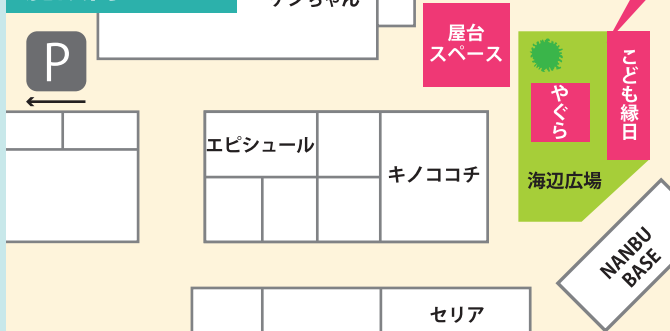 屋台
スペース
P
こども縁日
やぐら
エピシュール
キノココチ
海辺広場
NANBU
BASE
セリア